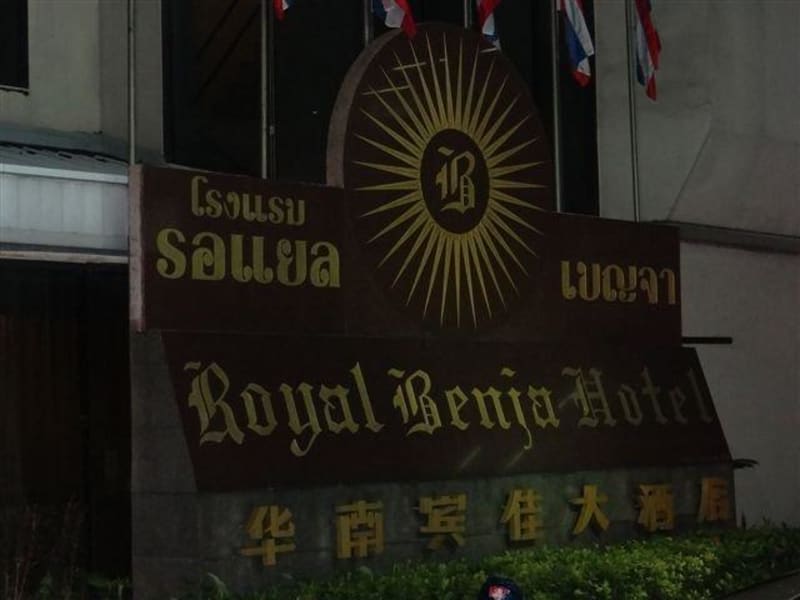 B
โรงแรม
รอแยล
เบญจา
Royal Benja Hotel
华南宾佳大酒店